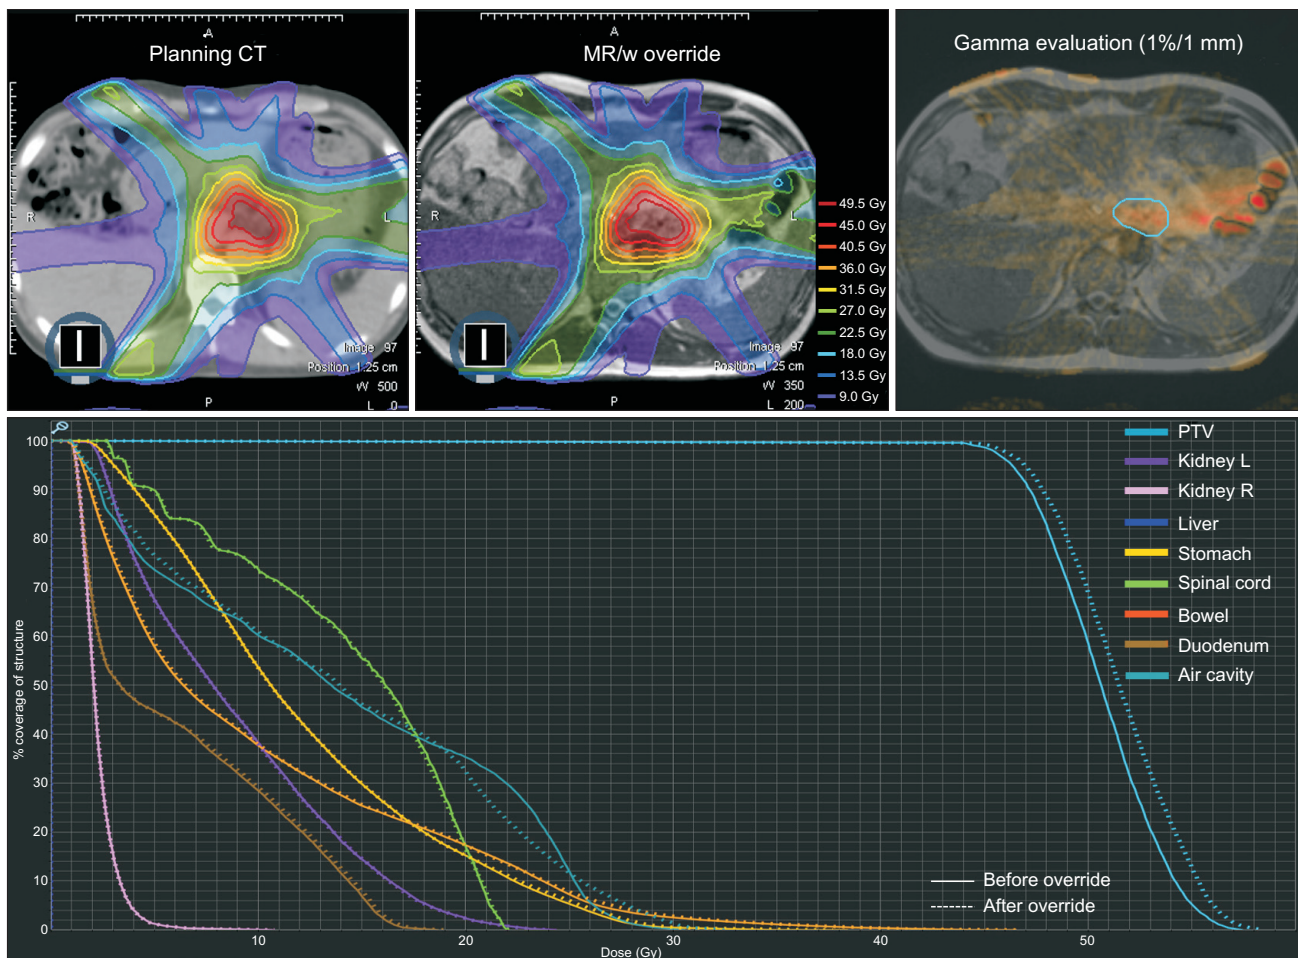 A
Planning CT
R
L
Image 97
Position 1.25 cm
W 500
L 0
P
A
MR/w override
R
L
Image 97
Position 1.25 cm
W 350
L 200
P
49.5 Gy
45.0 Gy
40.5 Gy
36.0 Gy
31.5 Gy
27.0 Gy
22.5 Gy
18.0 Gy
13.5 Gy
9.0 Gy
Gamma evaluation (1%/1 mm)
% coverage of structure
100
90
80
70
60
50
40
30
20
10
0
10
20
30
40
50
Dose (Gy)
PTV
Kidney L
Kidney R
Liver
Stomach
Spinal cord
Bowel
Duodenum
Air cavity
Before override
After override